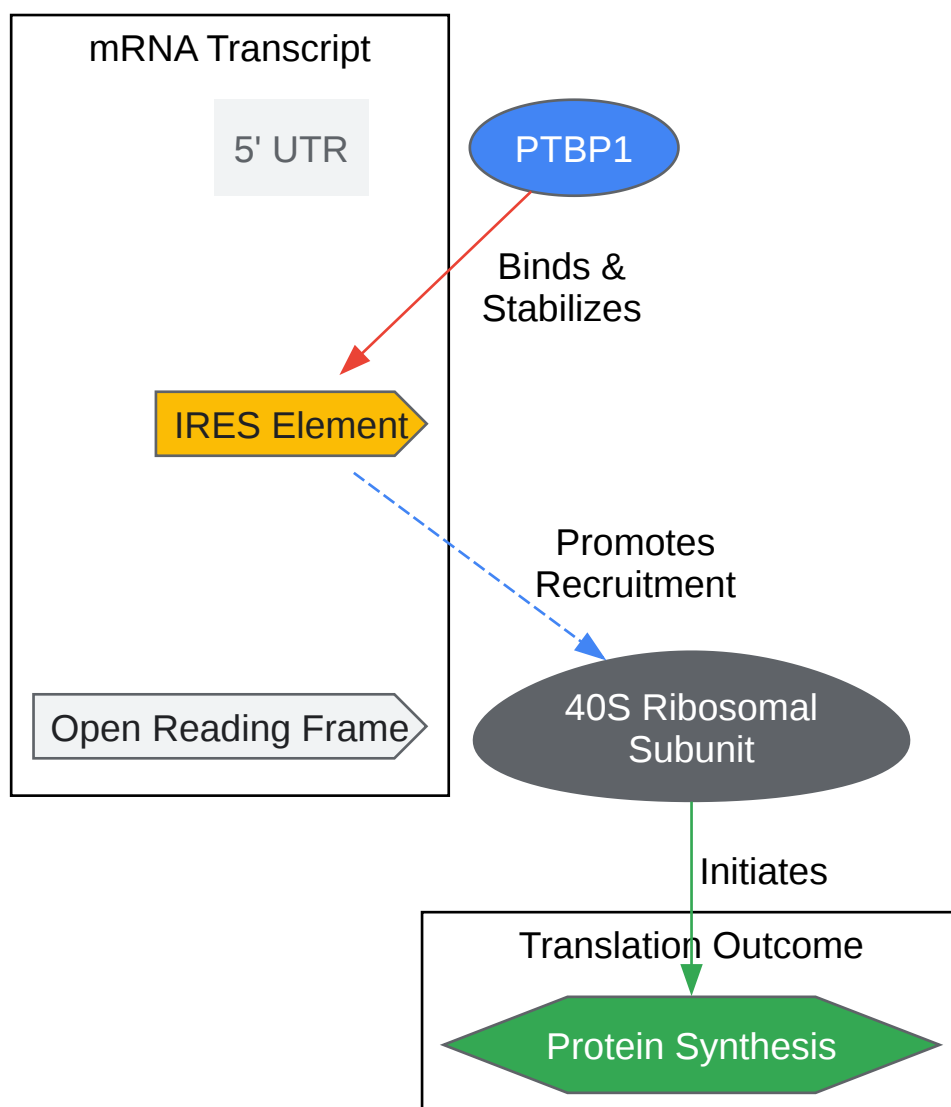 mRNA Transcript
5' UTR
PTBP1
Binds &
Stabilizes
IRES Element
Promotes
Recruitment
40S Ribosomal
Subunit
Open Reading Frame
Initiates
Translation Outcome
Protein Synthesis